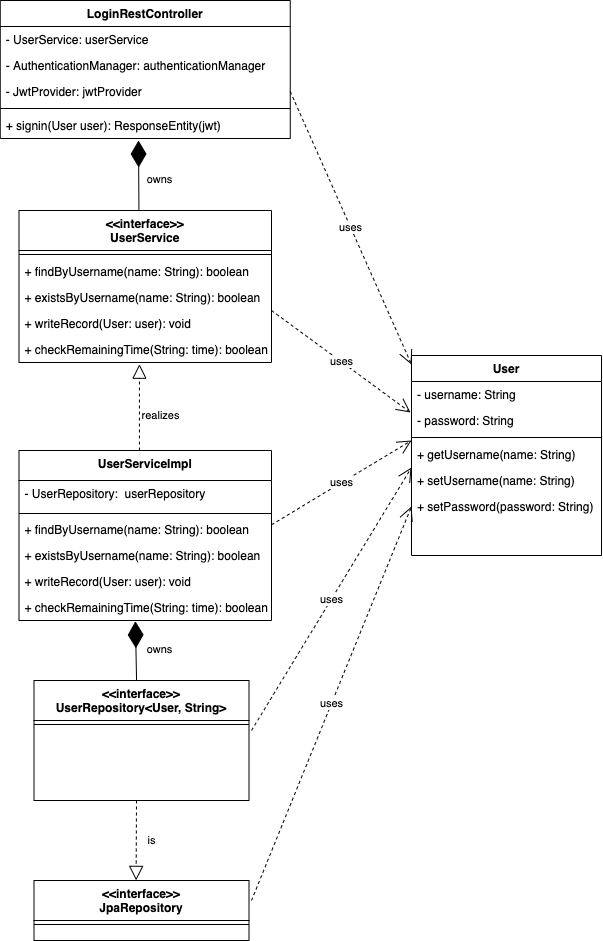 LoginRestController
- UserService: userService
- AuthenticationManager: authenticationManager
- JwtProvider: jwtProvider
+ signin(User user): ResponseEntity(jwt)
owns
uses
<<interface>>
UserService
+ findByUsername(name: String): boolean
+ existsByUsername(name: String): boolean
+ writeRecord(User: user): void
+ checkRemainingTime(String: time): boolean
uses
User
- username: String
- password: String
+ getUsername(name: String)
+ setUsername(name: String)
+ setPassword(password: String)
realizes
UserServiceImpl
- UserRepository:  userRepository
+ findByUsername(name: String): boolean
+ existsByUsername(name: String): boolean
+ writeRecord(User: user): void
+ checkRemainingTime(String: time): boolean
uses
uses
owns
<<interface>>
UserRepository<User, String>
uses
is
<<interface>>
JpaRepository